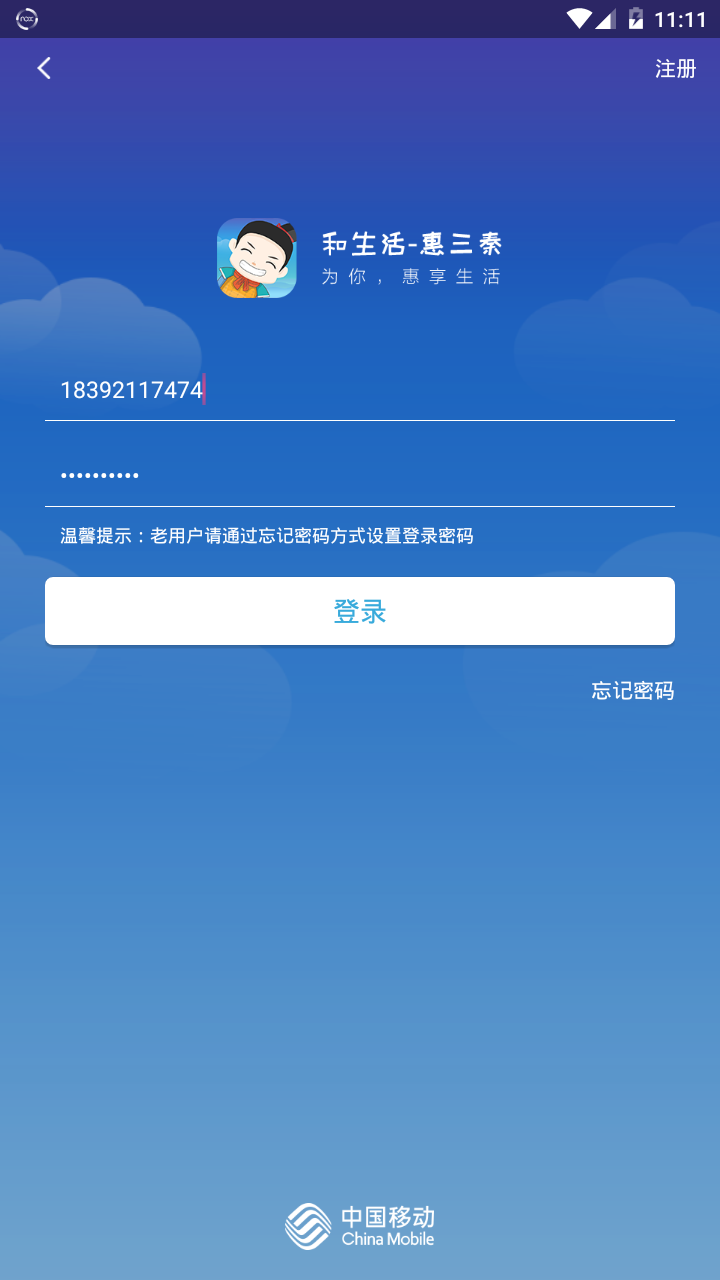 nox
11:11
注册
和生活-惠三秦
为你，惠享生活
18392117474
••••••••••
温馨提示：老用户请通过忘记密码方式设置登录密码
登录
忘记密码
中国移动
China Mobile